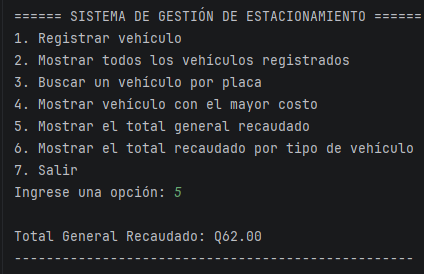 ====== SISTEMA DE GESTIÓN DE ESTACIONAMIENTO ======
1. Registrar vehículo
2. Mostrar todos los vehículos registrados
3. Buscar un vehículo por placa
4. Mostrar vehículo con el mayor costo
5. Mostrar el total general recaudado
6. Mostrar el total recaudado por tipo de vehículo
7. Salir
Ingrese una opción: 5
Total General Recaudado: Q62.00
--------------------------------------------------